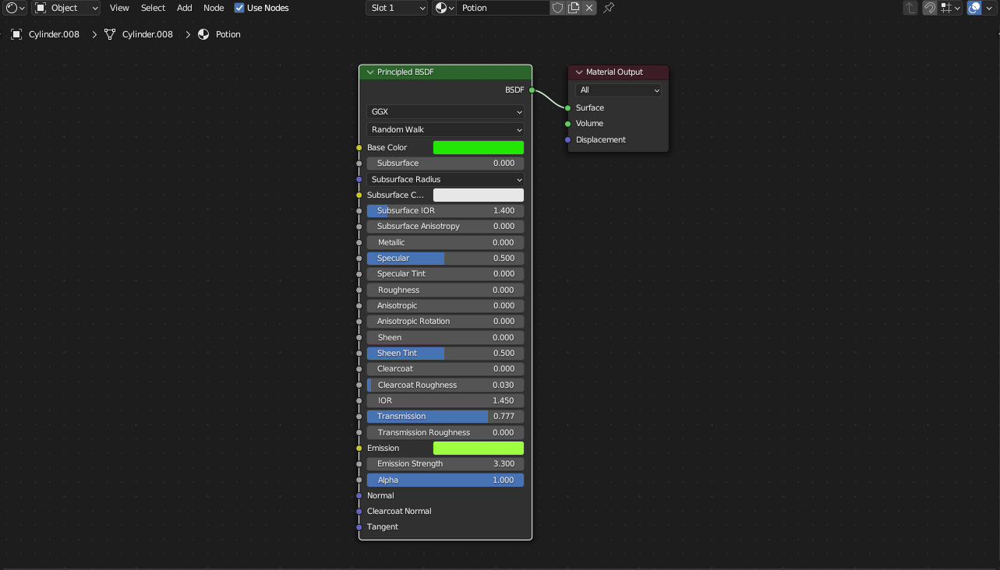 Object View Select Add Node Use Nodes Slot 1 Potion
Cylinder.008 Cylinder.008 Potion
Principled BSDF
BSDF
GGX
Random Walk
Base Color
Subsurface 0.000
Subsurface Radius
Subsurface C...
Subsurface IOR 1.400
Subsurface Anisotropy 0.000
Metallic 0.000
Specular 0.500
Specular Tint 0.000
Roughness 0.000
Anisotropic 0.000
Anisotropic Rotation 0.000
Sheen 0.000
Sheen Tint 0.500
Clearcoat 0.000
Clearcoat Roughness 0.030
IOR 1.450
Transmission 0.777
Transmission Roughness 0.000
Emission
Emission Strength 3.300
Alpha 1.000
Normal
Clearcoat Normal
Tangent
Material Output
All
Surface
Volume
Displacement